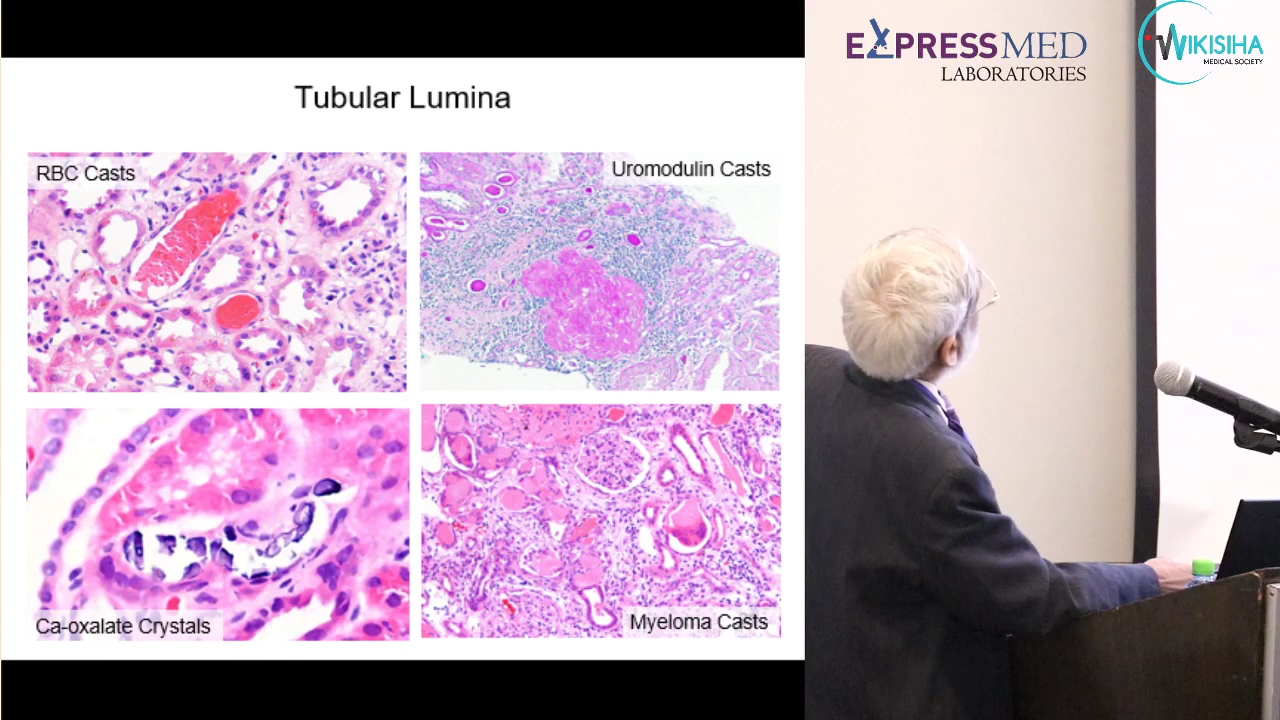 Tubular Lumina
RBC Casts
Uromodulin Casts
Ca-oxalate Crystals
Myeloma Casts
EXPRESSMED
LABORATORIES
WIKISIHA
MEDICAL SOCIETY